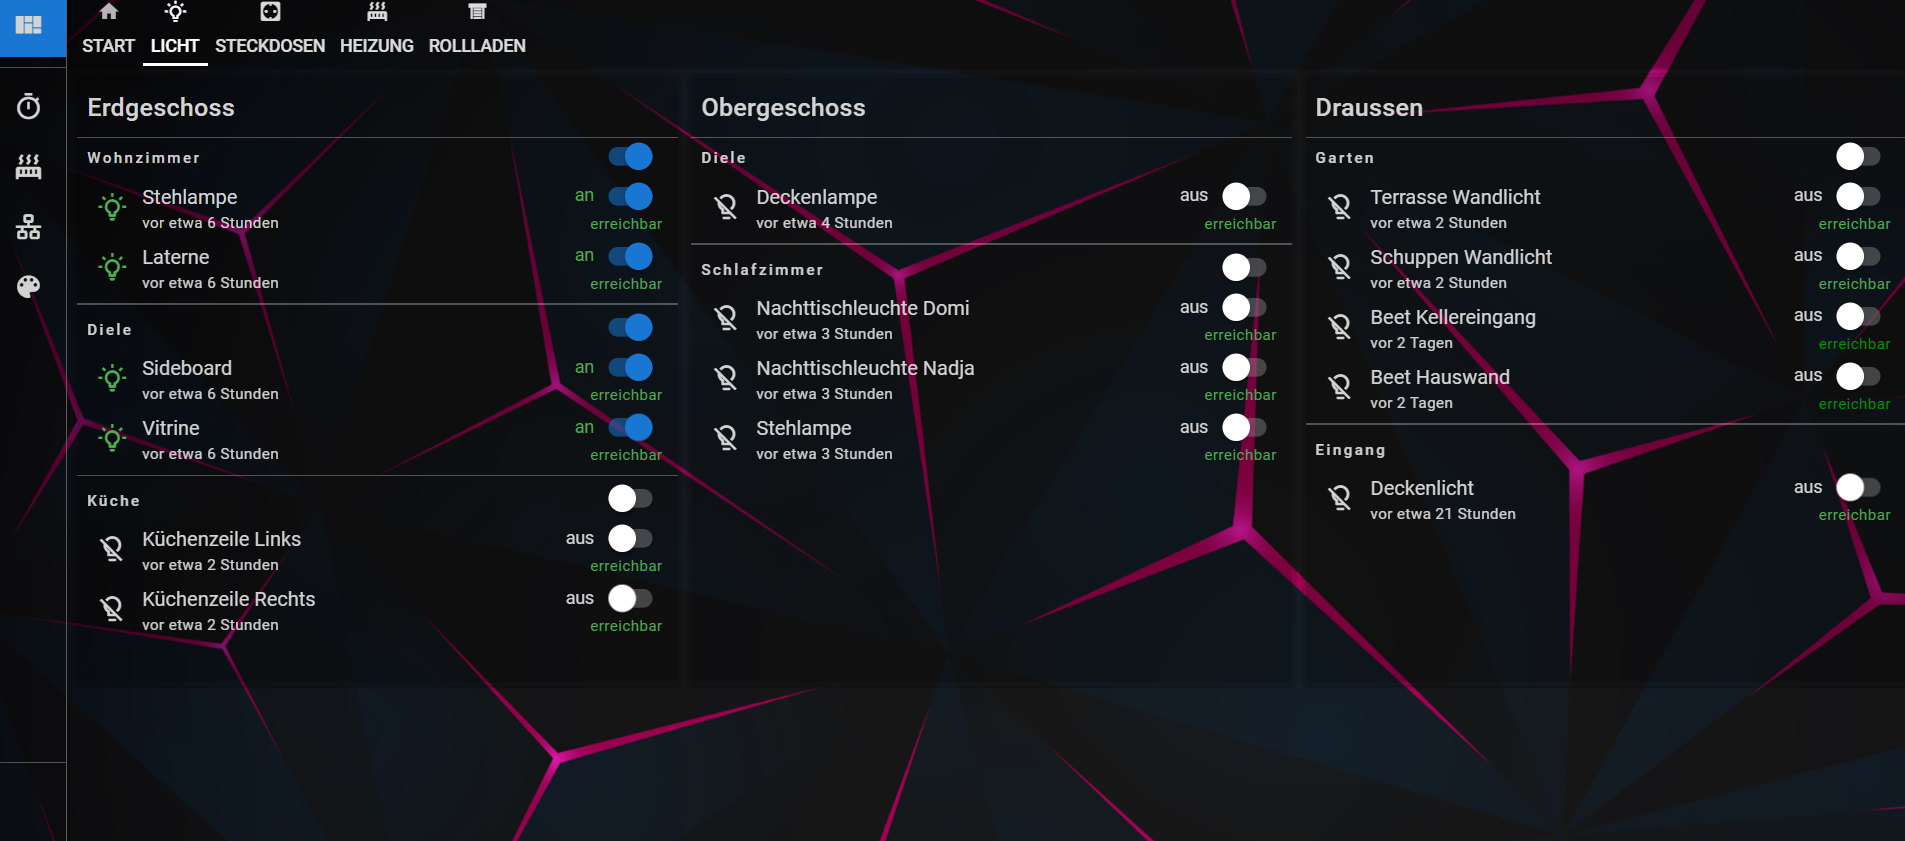 START LICHT STECKDOSEN HEIZUNG ROLLLADEN
Erdgeschoss
Wohnzimmer
Stehlampe an
vor etwa 6 Stunden erreichbar
Laterne an
vor etwa 6 Stunden erreichbar
Diele
Sideboard an
vor etwa 6 Stunden erreichbar
Vitrine an
vor etwa 6 Stunden erreichbar
Küche
Küchenzeile Links aus
vor etwa 2 Stunden erreichbar
Küchenzeile Rechts aus
vor etwa 2 Stunden erreichbar
Obergeschoss
Diele
Deckenlampe aus
vor etwa 4 Stunden erreichbar
Schlafzimmer
Nachttischleuchte Domi aus
vor etwa 3 Stunden erreichbar
Nachttischleuchte Nadja aus
vor etwa 3 Stunden erreichbar
Stehlampe aus
vor etwa 3 Stunden erreichbar
Draussen
Garten
Terrasse Wandlicht aus
vor etwa 2 Stunden erreichbar
Schuppen Wandlicht aus
vor etwa 2 Stunden erreichbar
Beet Kellereingang aus
vor 2 Tagen erreichbar
Beet Hauswand aus
vor 2 Tagen erreichbar
Eingang
Deckenlicht aus
vor etwa 21 Stunden erreichbar